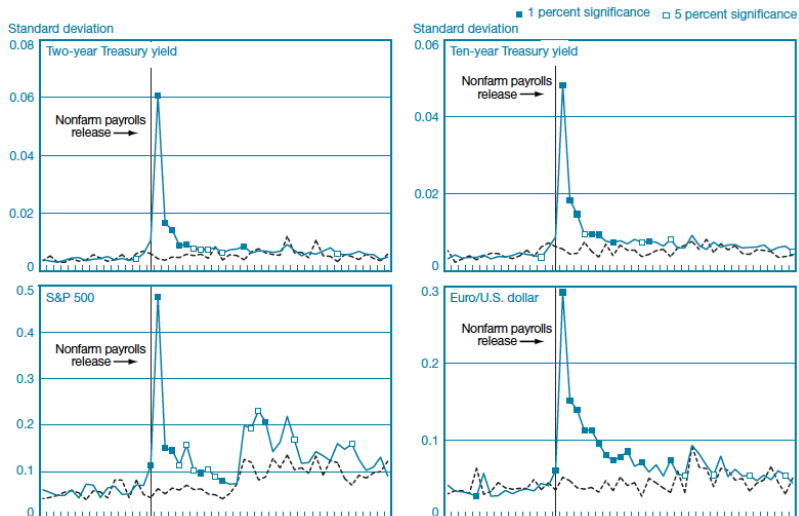 1 percent significance 5 percent significance
Standard deviation
0.08
Two-year Treasury yield
0.06
Nonfarm payrolls
release
0.04
0.02
0
Standard deviation
0.06
Ten-year Treasury yield
Nonfarm payrolls
release
0.04
0.02
0
0.5
S&P 500
0.4
Nonfarm payrolls
release
0.3
0.2
0.1
0
0.3
Euro/U.S. dollar
Nonfarm payrolls
release
0.2
0.1
0